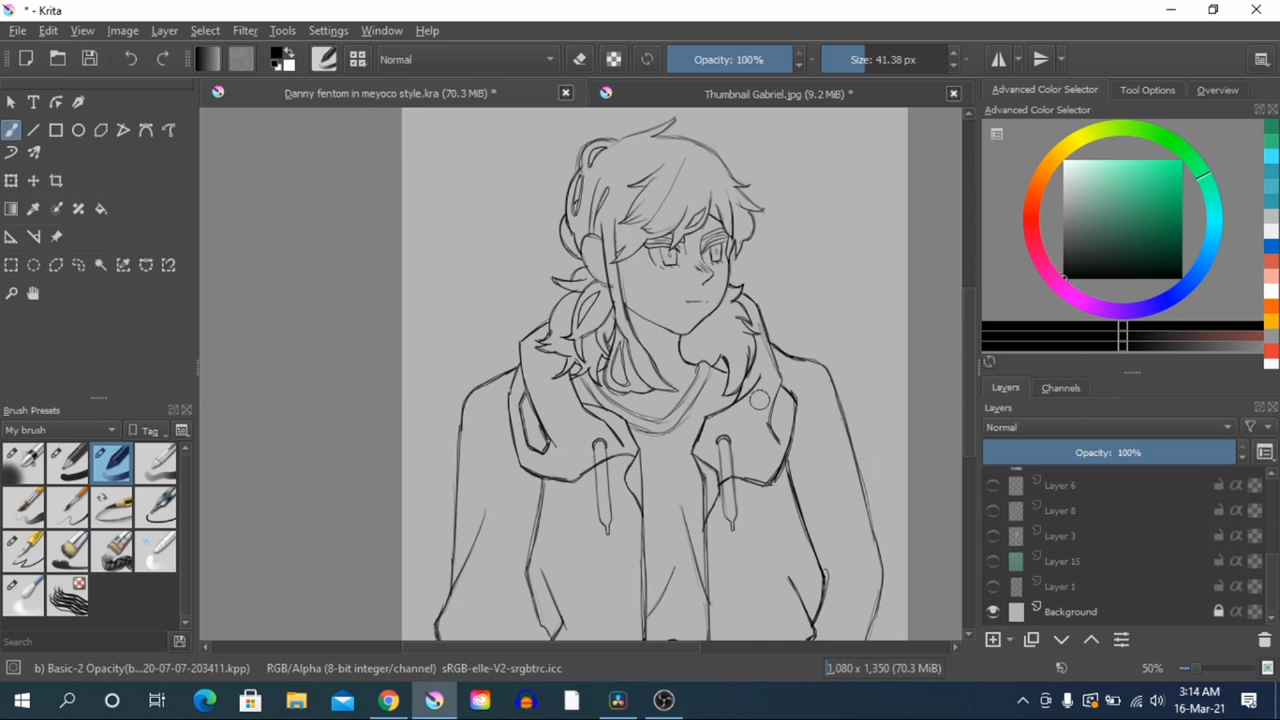 * - Krita
File Edit View Image Layer Select Filter Tools Settings Window Help
Normal Opacity: 100% Size: 41.38 px
Danny fentom in meyoco style.kra (70.3 MiB) * Thumbnail Gabriel.jpg (9.2 MiB) *
Advanced Color Selector Tool Options Overview
Advanced Color Selector
Layers Channels
Layers
Normal
Opacity: 100%
Layer 6
Layer 8
Layer 3
Layer 15
Layer 1
Background
Brush Presets
My brush Tag
Search
b) Basic-2 Opacity(b...20-07-07-203411.kpp) RGB/Alpha (8-bit integer/channel) sRGB-elle-V2-srgbtrc.icc 1,080 x 1,350 (70.3 MiB) 50%
3:14 AM
16-Mar-21